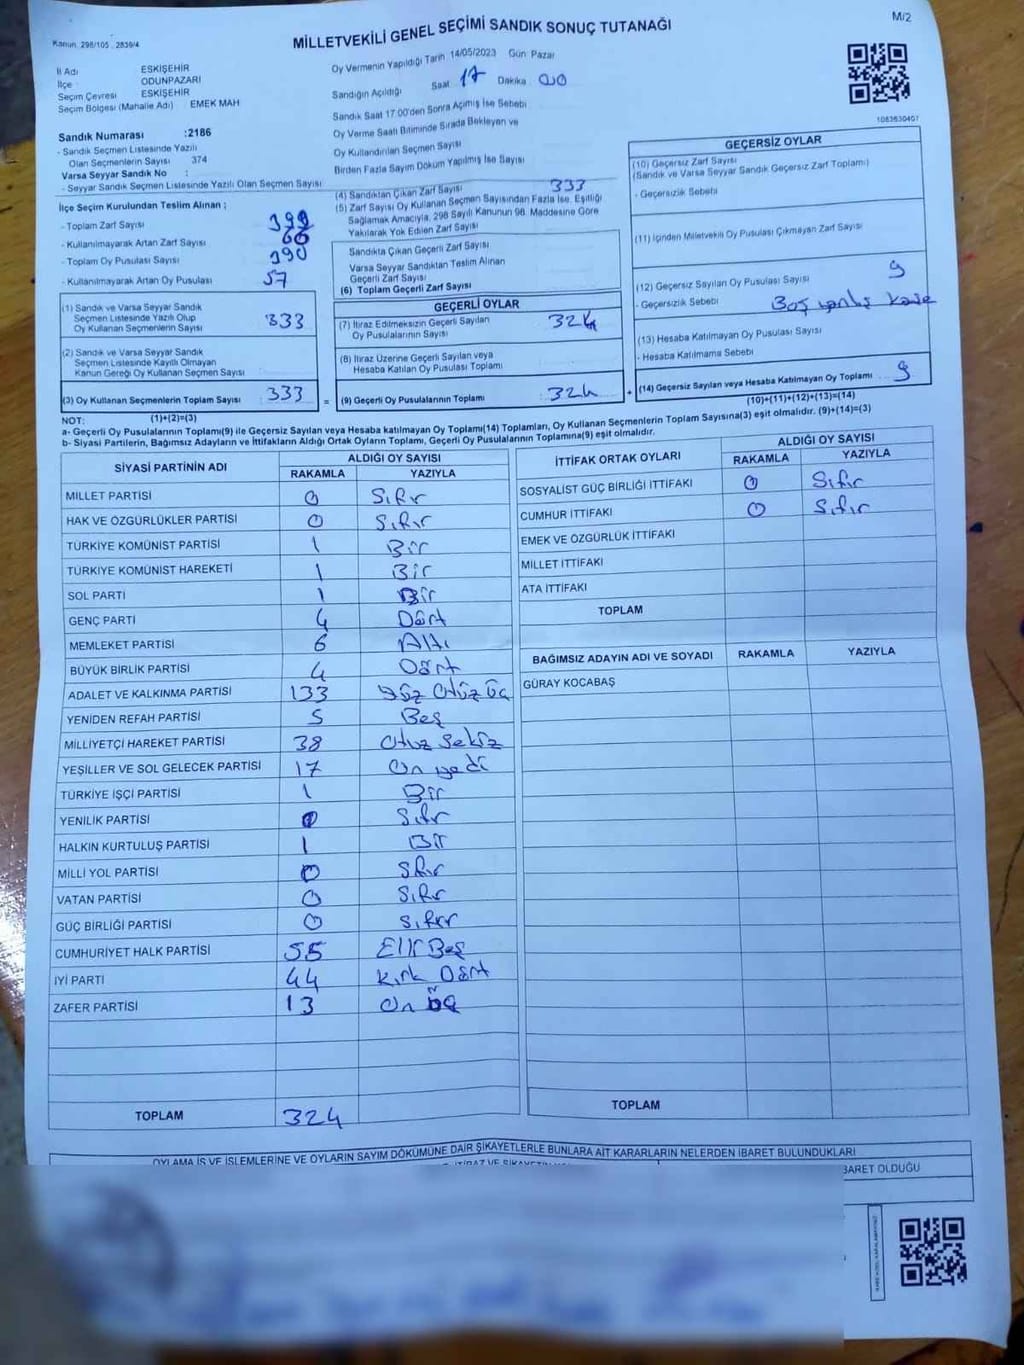 M/2
Kanun: 298/105 , 2839/4
MİLLETVEKİLİ GENEL SEÇİMİ SANDIK SONUÇ TUTANAĞI
İl Adı ESKİŞEHİR
İlçe ODUNPAZARI
Seçim Çevresi ESKİŞEHİR
Seçim Bölgesi (Mahalle Adı) : EMEK MAH
Oy Vermenin Yapıldığı Tarih 14/05/2023 Gün Pazar
Sandığın Açıldığı Saat 17 Dakika 00
Sandık Saat 17:00'den Sonra Açılmış İse Sebebi
Oy Verme Saati Bitiminde Sırada Bekleyen ve
Oy Kullandırılan Seçmen Sayısı
Birden Fazla Sayım Döküm Yapılmış İse Sayısı
1083630401
Sandık Numarası :2186
- Sandık Seçmen Listesinde Yazılı
Olan Seçmenlerin Sayısı 374
Varsa Seyyar Sandık No :
- Seyyar Sandık Seçmen Listesinde Yazılı Olan Seçmen Sayısı
İlçe Seçim Kurulundan Teslim Alınan ;
- Toplam Zarf Sayısı 399
- Kullanılmayarak Artan Zarf Sayısı 66
- Toplam Oy Pusulası Sayısı 390
- Kullanılmayarak Artan Oy Pusulası 57
(1) Sandık ve Varsa Seyyar Sandık
Seçmen Listesinde Yazılı Olup
Oy Kullanan Seçmenlerin Sayısı 333
(2) Sandık ve Varsa Seyyar Sandık
Seçmen Listesinde Kayıtlı Olmayan
Kanun Gereği Oy Kullanan Seçmen Sayısı
(3) Oy Kullanan Seçmenlerin Toplam Sayısı 333 =
(1)+(2)=(3)
(4) Sandıktan Çıkan Zarf Sayısı 333
(5) Zarf Sayısı Oy Kullanan Seçmen Sayısından Fazla İse, Eşitliği
Sağlamak Amacıyla, 298 Sayılı Kanunun 98. Maddesine Göre
Yakılarak Yok Edilen Zarf Sayısı
Sandıkta Çıkan Geçerli Zarf Sayısı
Varsa Seyyar Sandıktan Teslim Alınan
Geçerli Zarf Sayısı
(6) Toplam Geçerli Zarf Sayısı
GEÇERLİ OYLAR
(7) İtiraz Edilmeksizin Geçerli Sayılan
Oy Pusulalarının Sayısı 324
(8) İtiraz Üzerine Geçerli Sayılan veya
Hesaba Katılan Oy Pusulası Toplamı
(9) Geçerli Oy Pusulalarının Toplamı 324 +
GEÇERSİZ OYLAR
(10) Geçersiz Zarf Sayısı
(Sandık ve Varsa Seyyar Sandık Geçersiz Zarf Toplamı)
- Geçersizlik Sebebi
(11) İçinden Milletvekili Oy Pusulası Çıkmayan Zarf Sayısı
(12) Geçersiz Sayılan Oy Pusulası Sayısı 9
- Geçersizlik Sebebi Boş yanlış kaşe
(13) Hesaba Katılmayan Oy Pusulası Sayısı
- Hesaba Katılmama Sebebi
(14) Geçersiz Sayılan veya Hesaba Katılmayan Oy Toplamı 9
(10)+(11)+(12)+(13)=(14)
NOT:
a- Geçerli Oy Pusulalarının Toplamı(9) ile Geçersiz Sayılan veya Hesaba katılmayan Oy Toplamı(14) Toplamları, Oy Kullanan Seçmenlerin Toplam Sayısına(3) eşit olmalıdır. (9)+(14)=(3)
b- Siyasi Partilerin, Bağımsız Adayların ve İttifakların Aldığı Ortak Oyların Toplamı, Geçerli Oy Pusulalarının Toplamına(9) eşit olmalıdır.
SİYASİ PARTİNİN ADI ALDIĞI OY SAYISI
RAKAMLA YAZIYLA
MİLLET PARTİSİ 0 Sıfır
HAK VE ÖZGÜRLÜKLER PARTİSİ 0 Sıfır
TÜRKİYE KOMÜNİST PARTİSİ 1 Bir
TÜRKİYE KOMÜNİST HAREKETİ 1 Bir
SOL PARTİ 1 Bir
GENÇ PARTİ 4 Dört
MEMLEKET PARTİSİ 6 Altı
BÜYÜK BİRLİK PARTİSİ 4 Dört
ADALET VE KALKINMA PARTİSİ 133 Yüz Otuz Üç
YENİDEN REFAH PARTİSİ 5 Beş
MİLLİYETÇİ HAREKET PARTİSİ 38 Otuz Sekiz
YEŞİLLER VE SOL GELECEK PARTİSİ 17 On yedi
TÜRKİYE İŞÇİ PARTİSİ 1 Bir
YENİLİK PARTİSİ 0 Sıfır
HALKIN KURTULUŞ PARTİSİ 1 Bir
MİLLİ YOL PARTİSİ 0 Sıfır
VATAN PARTİSİ 0 Sıfır
GÜÇ BİRLİĞİ PARTİSİ 0 Sıfır
CUMHURİYET HALK PARTİSİ 55 Elli Beş
İYİ PARTİ 44 Kırk Dört
ZAFER PARTİSİ 13 On üç
TOPLAM 324
İTTİFAK ORTAK OYLARI ALDIĞI OY SAYISI
RAKAMLA YAZIYLA
SOSYALİST GÜÇ BİRLİĞİ İTTİFAKI 0 Sıfır
CUMHUR İTTİFAKI 0 Sıfır
EMEK VE ÖZGÜRLÜK İTTİFAKI
MİLLET İTTİFAKI
ATA İTTİFAKI
TOPLAM
BAĞIMSIZ ADAYIN ADI VE SOYADI RAKAMLA YAZIYLA
GÜRAY KOCABAŞ
TOPLAM
OYLAMA İŞ VE İŞLEMLERİNE VE OYLARIN SAYIM DÖKÜMÜNE DAİR ŞİKAYETLERLE BUNLARA AİT KARARLARIN NELERDEN İBARET BULUNDUKLARI
BARET OLDUĞU